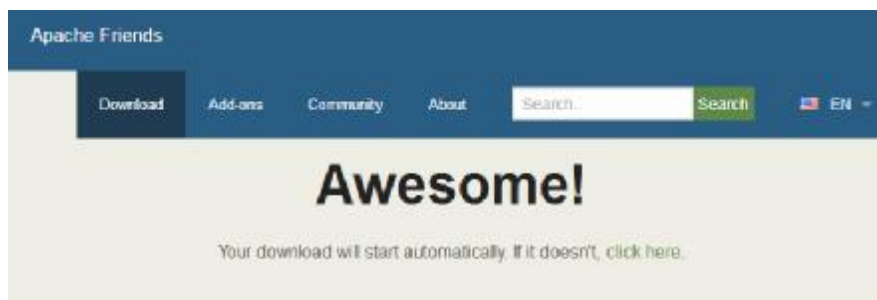 Apache Friends
Download Add-ons Community About Search... Search EN
Awesome!
Your download will start automatically. If it doesn't, click here.